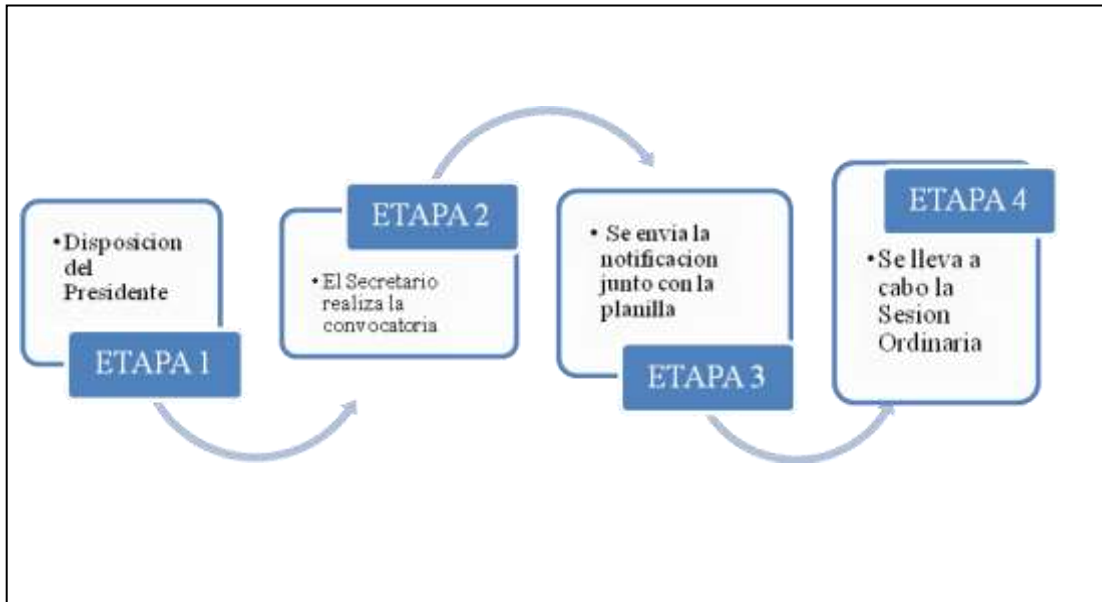 •Disposicion
del
Presidente
ETAPA 1
ETAPA 2
•El Secretario
realiza la
convocatoria
• Se envia la
notificacion
junto con la
planilla
ETAPA 3
ETAPA 4
•Se lleva a
cabo la
Sesion
Ordinaria